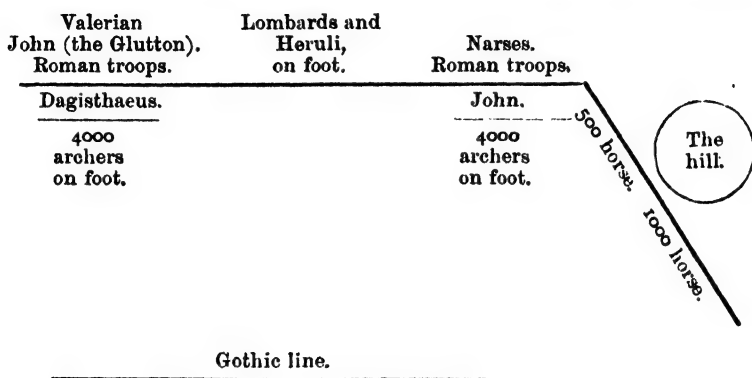 Valerian
John (the Glutton).
Roman troops.
Lombards and
Heruli,
on foot.
Narses.
Roman troops.
Dagisthaeus.
4000
archers
on foot.
John.
4000
archers
on foot.
500 horse.
1000 horse.
The
hill.
Gothic line.